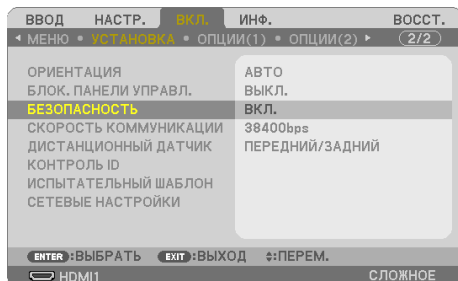 ВВОД НАСТР. ВКЛ. ИНФ. ВОССТ.
МЕНЮ • УСТАНОВКА • ОПЦИИ(1) • ОПЦИИ(2) 2/2
ОРИЕНТАЦИЯ АВТО
БЛОК. ПАНЕЛИ УПРАВЛ. ВЫКЛ.
БЕЗОПАСНОСТЬ ВКЛ.
СКОРОСТЬ КОММУНИКАЦИИ 38400bps
ДИСТАНЦИОННЫЙ ДАТЧИК ПЕРЕДНИЙ/ЗАДНИЙ
КОНТРОЛЬ ID
ИСПЫТАТЕЛЬНЫЙ ШАБЛОН
СЕТЕВЫЕ НАСТРОЙКИ
ENTER :ВЫБРАТЬ EXIT :ВЫХОД :ПЕРЕМ.
HDMI1 СЛОЖНОЕ